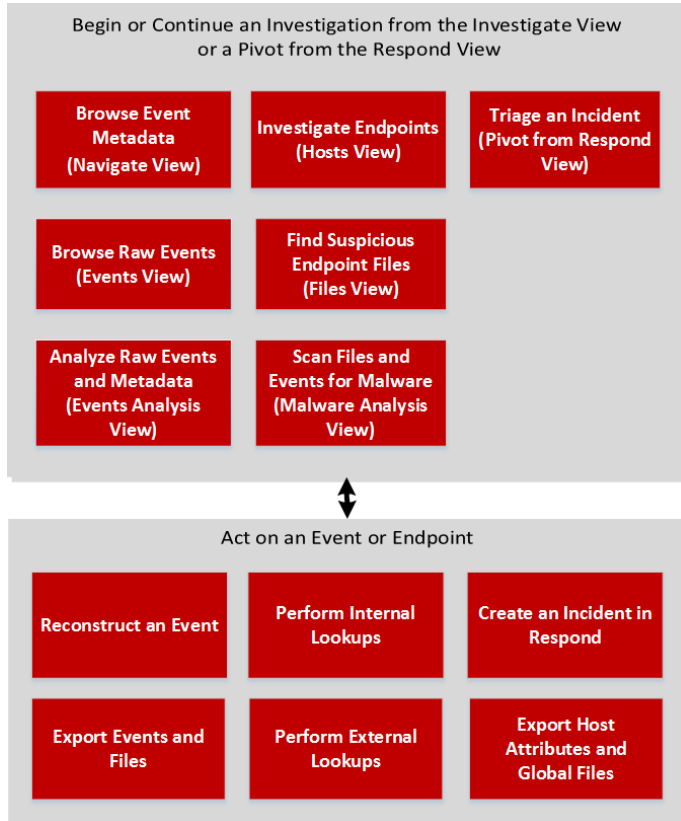 Begin or Continue an Investigation from the Investigate View
or a Pivot from the Respond View
Browse Event
Metadata
(Navigate View)
Investigate Endpoints
(Hosts View)
Triage an Incident
(Pivot from Respond
View)
Browse Raw Events
(Events View)
Find Suspicious
Endpoint Files
(Files View)
Analyze Raw Events
and Metadata
(Events Analysis
View)
Scan Files and
Events for Malware
(Malware Analysis
View)
Act on an Event or Endpoint
Reconstruct an Event
Perform Internal
Lookups
Create an Incident in
Respond
Export Events and
Files
Perform External
Lookups
Export Host
Attributes and
Global Files